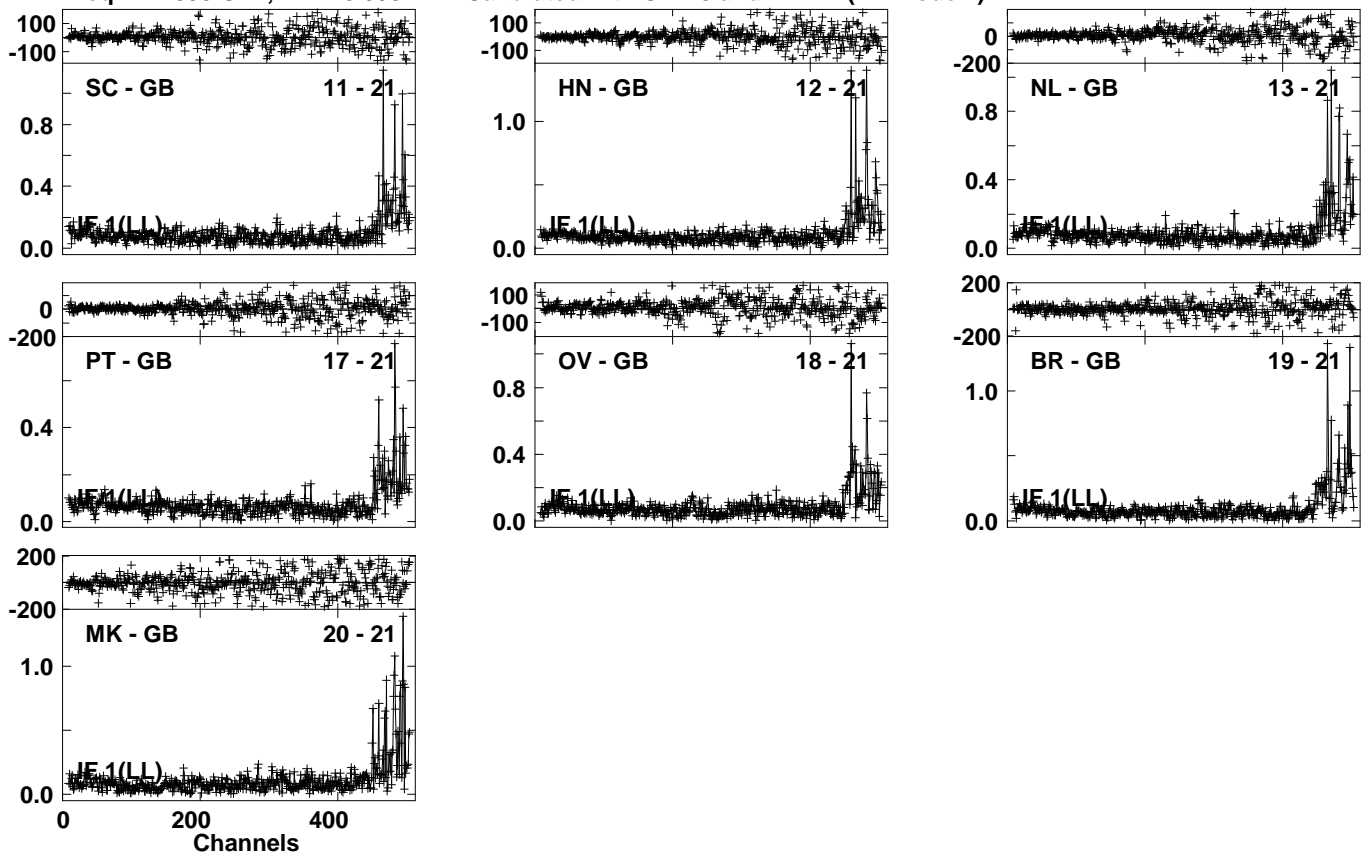 100
-100
SC - GB 11 - 21
0.8
0.4
0.0
IF 1(LL)
100
-100
HN - GB 12 - 21
1.0
0.0
IF 1(LL)
0
-200
NL - GB 13 - 21
0.8
0.4
0.0
IF 1(LL)
0
-200
PT - GB 17 - 21
0.4
0.0
IF 1(LL)
100
-100
OV - GB 18 - 21
0.8
0.4
0.0
IF 1(LL)
200
0
-200
BR - GB 19 - 21
1.0
0.0
IF 1(LL)
200
0
-200
MK - GB 20 - 21
1.0
0.0
IF 1(LL)
0 200 400
Channels